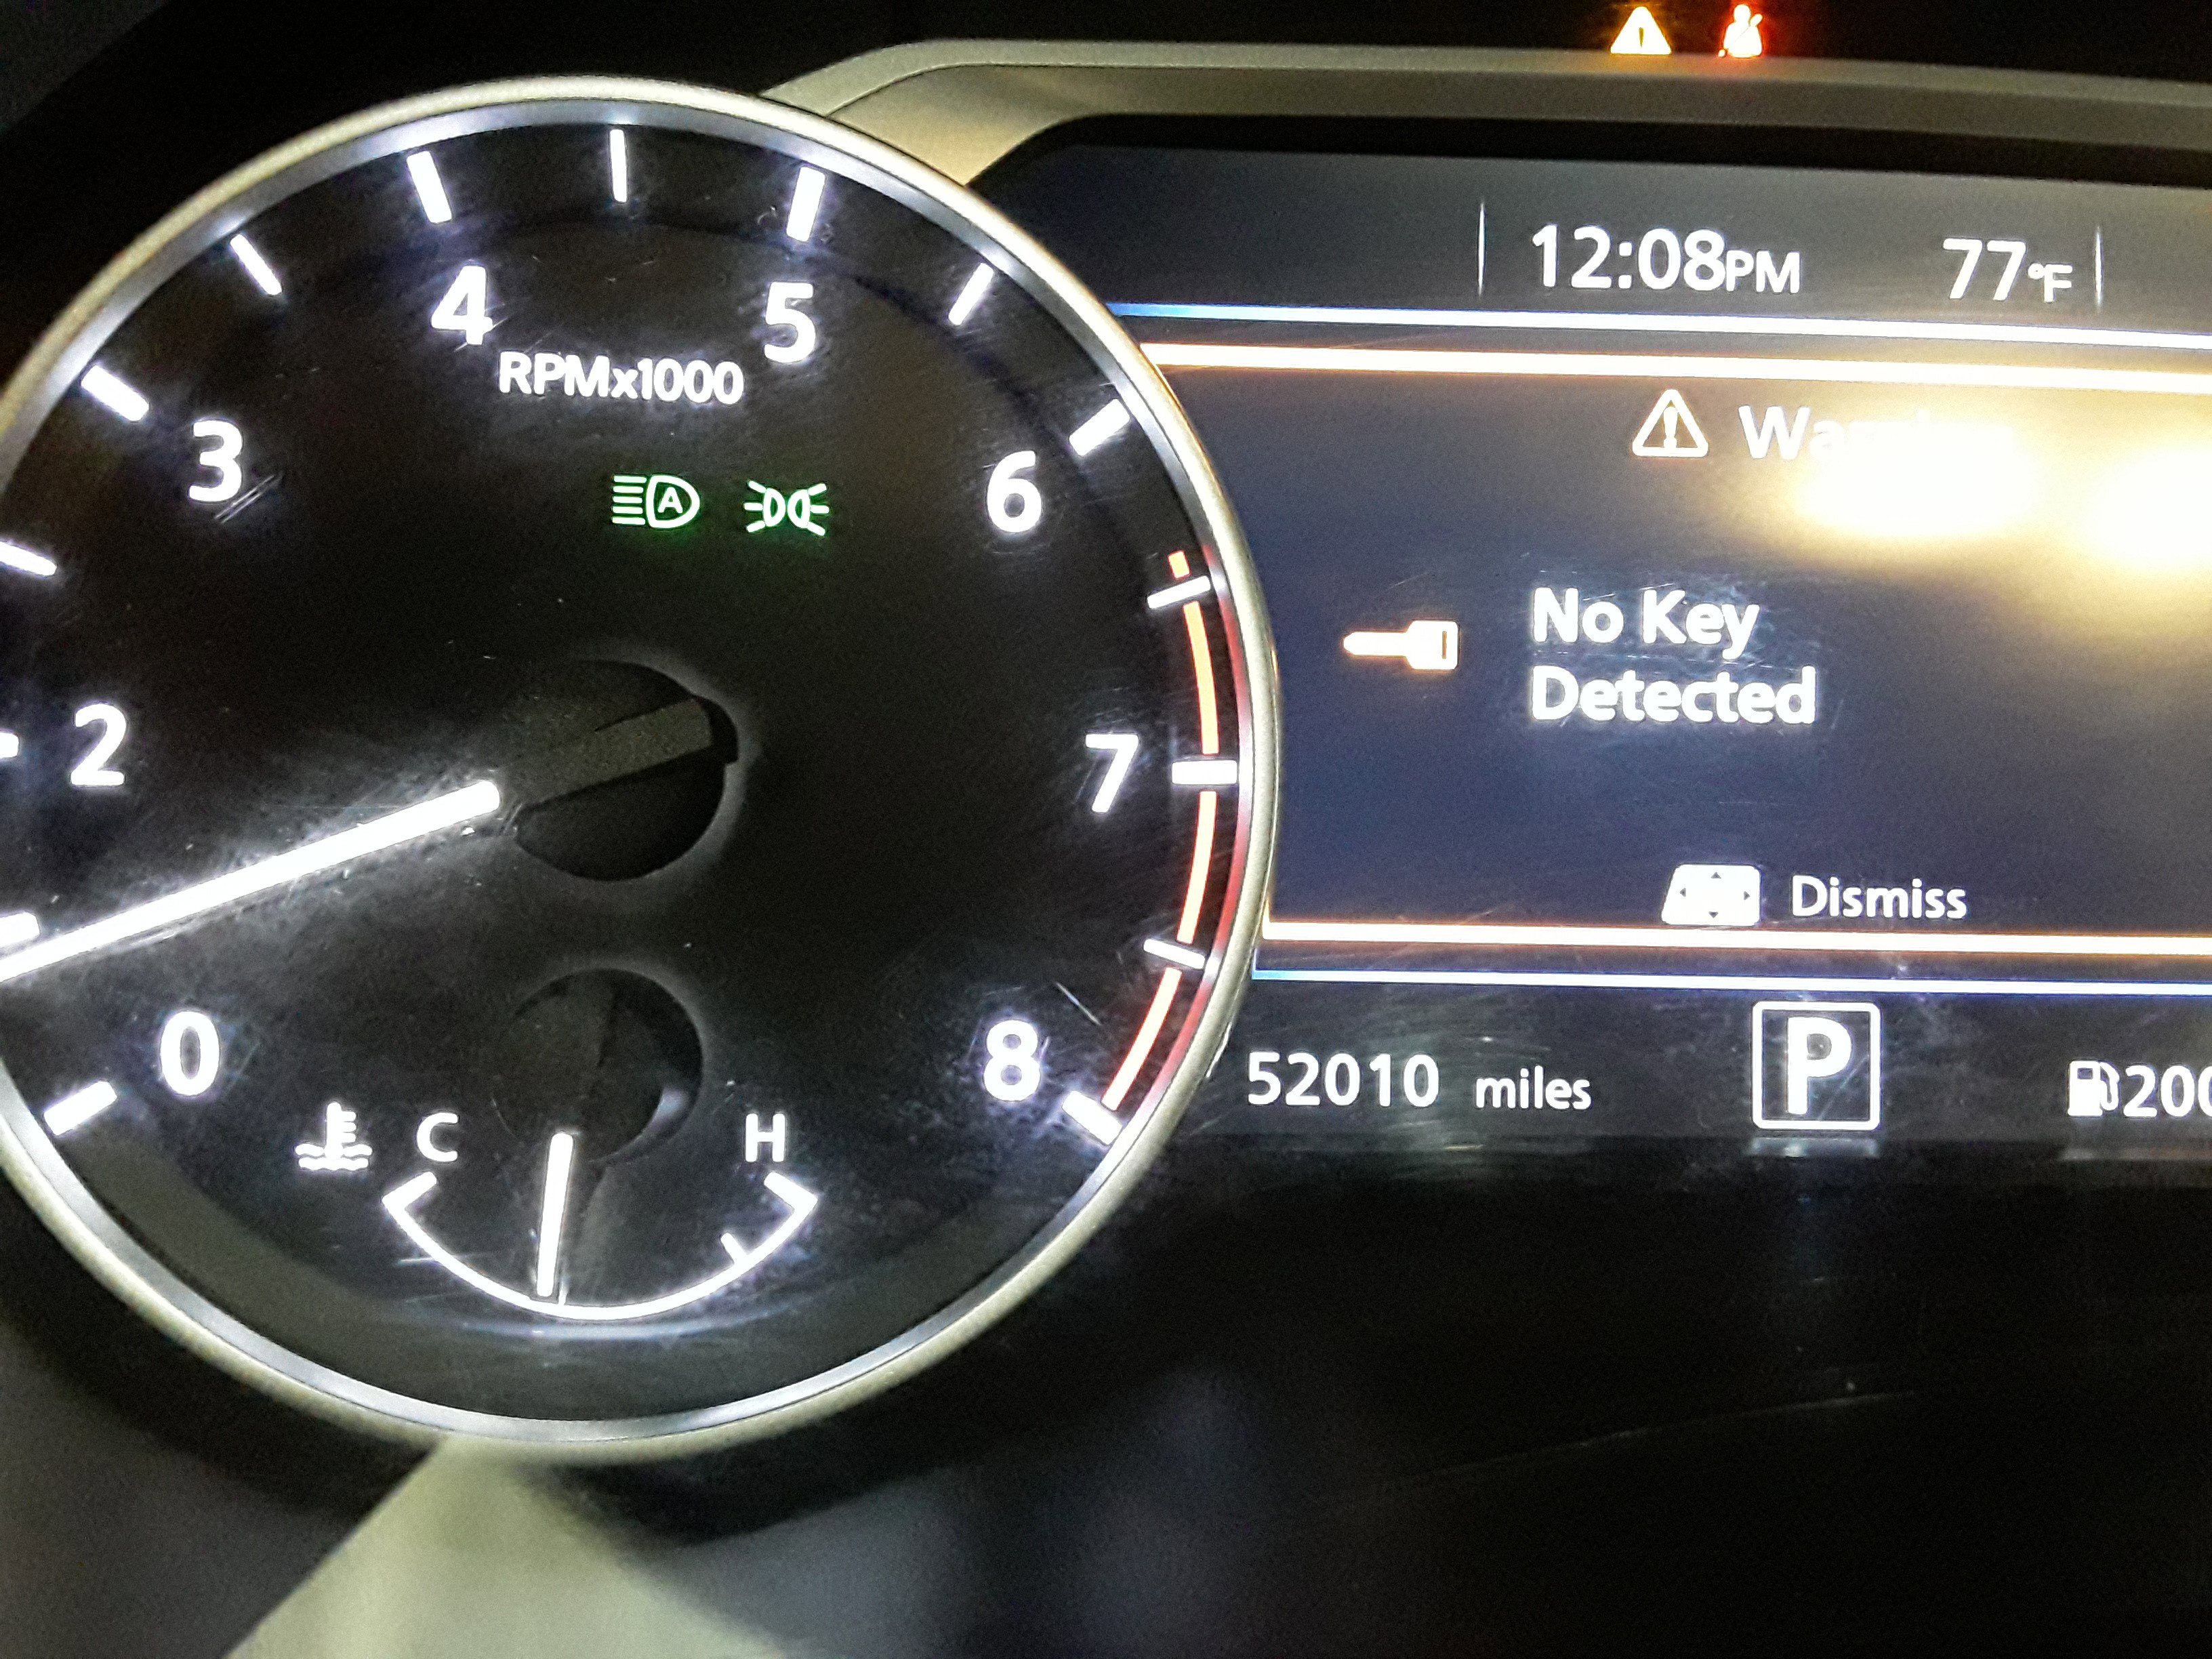 12:08PM 77°F
4 5
RPMx1000
3 A 6
No Key
Detected
2 7
Dismiss
0 8
C H
52010 miles P